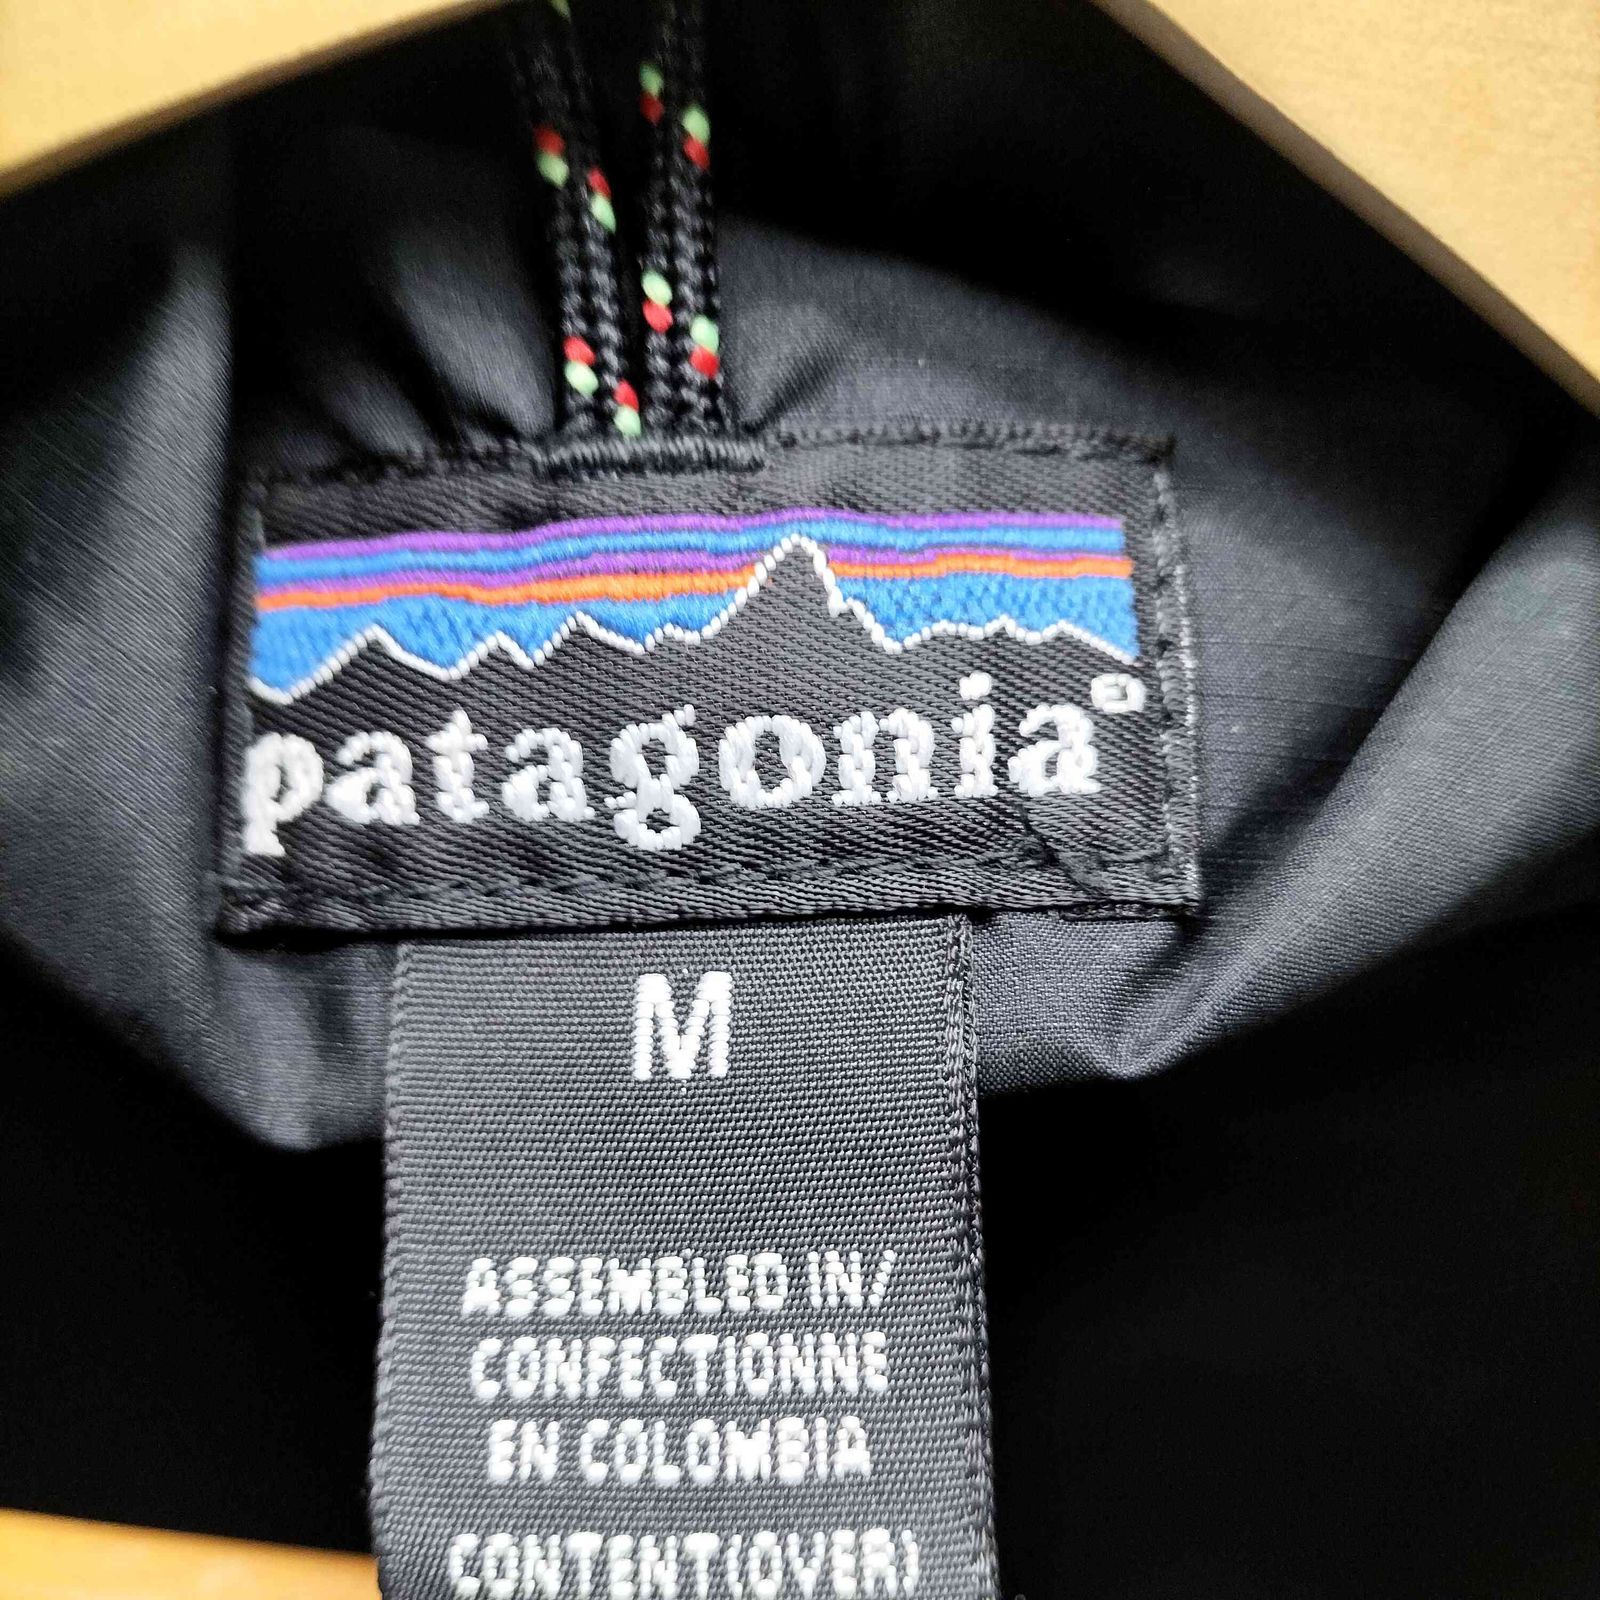 patagonia®
M
ASSEMBLED IN/
CONFECTIONNE
EN COLOMBIA
CONTENT(OVER)